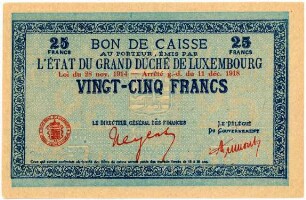 25 FRANCS BON DE CAISSE 25 FRANCS
AU PORTEUR, ÉMIS PAR
L'ÉTAT DU GRAND DUCHÉ DE LUXEMBOURG
Loi du 28 nov. 1914 — Arrêté g.-d. du 11 déc. 1918
VINGT-CINQ FRANCS
LE DIRECTEUR GÉNÉRAL DES FINANCES
LE DÉLÉGUÉ
DU GOUVERNEMENT